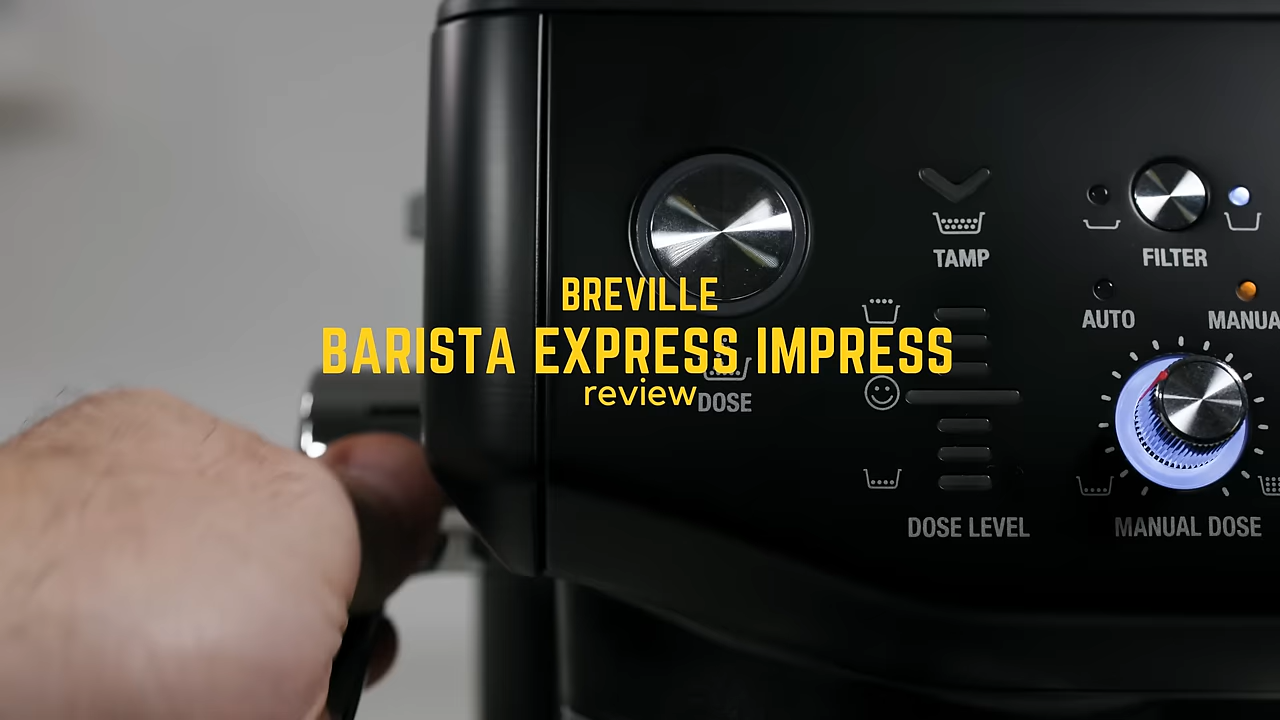 TAMP
FILTER
BREVILLE
AUTO
MANUA
BARISTA EXPRESS IMPRESS
review
DOSE
DOSE LEVEL
MANUAL DOSE